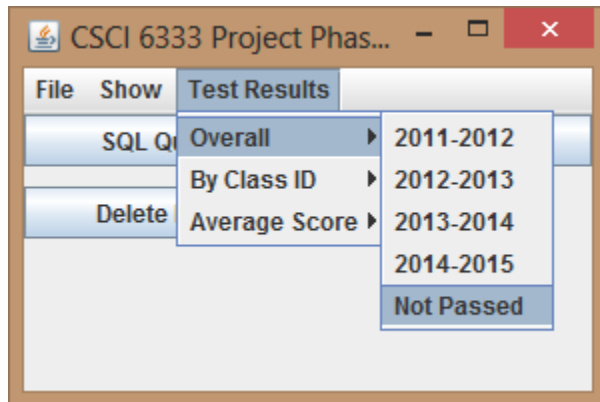 CSCI 6333 Project Phas...
File Show Test Results
SQL
Delete
Overall
By Class ID
Average Score
2011-2012
2012-2013
2013-2014
2014-2015
Not Passed